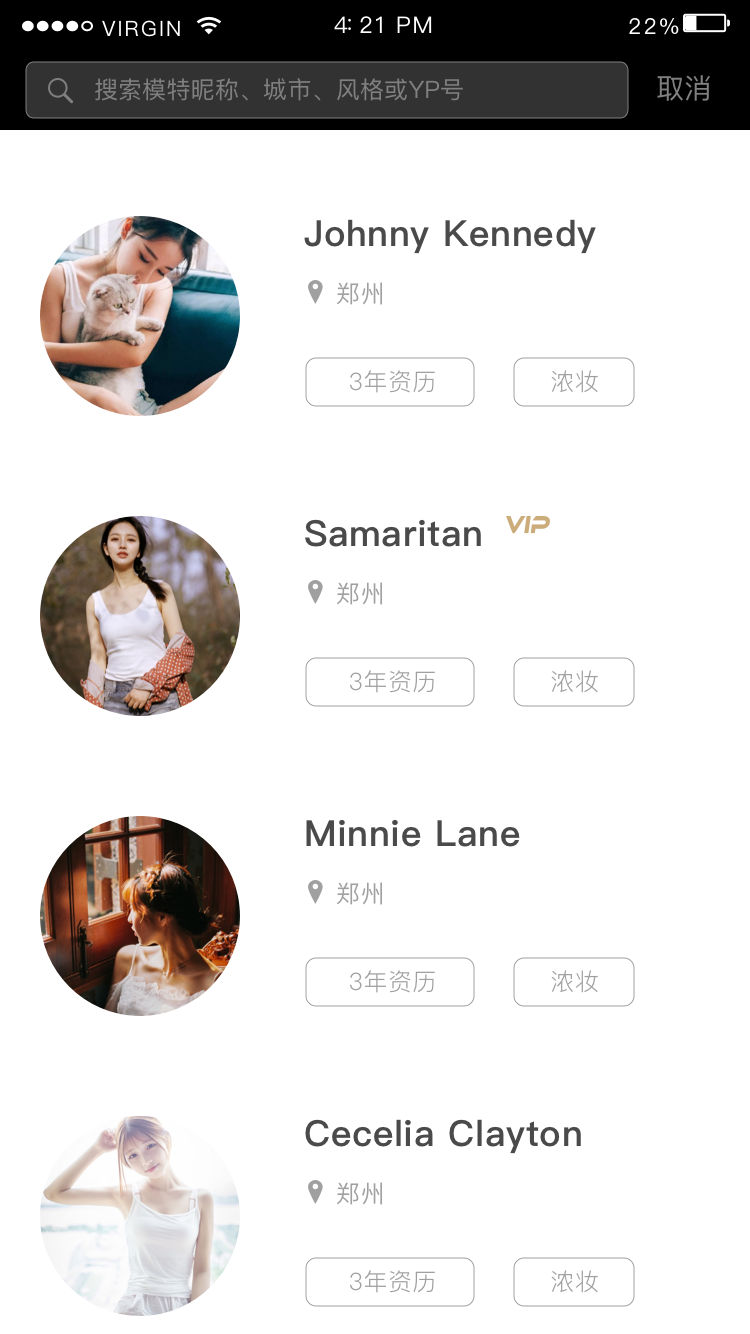 VIRGIN 4: 21 PM 22%
搜索模特昵称、城市、风格或YP号 取消
Johnny Kennedy
郑州
3年资历 浓妆
Samaritan VIP
郑州
3年资历 浓妆
Minnie Lane
郑州
3年资历 浓妆
Cecelia Clayton
郑州
3年资历 浓妆